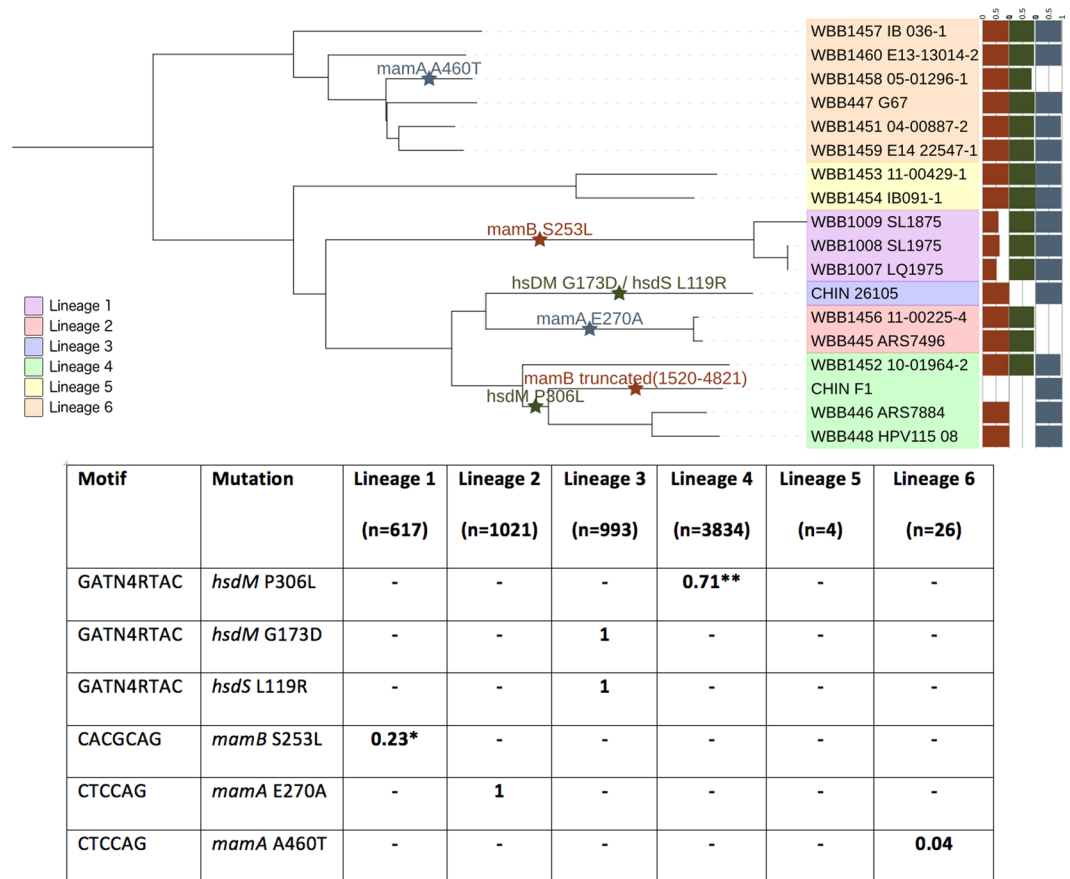 0 0.5 1 0 0.5 1 0 0.5 1
WBB1457 IB 036-1
WBB1460 E13-13014-2
mamA A460T
WBB1458 05-01296-1
WBB447 G67
WBB1451 04-00887-2
WBB1459 E14 22547-1
WBB1453 11-00429-1
WBB1454 IB091-1
WBB1009 SL1875
mamB S253L
WBB1008 SL1975
WBB1007 LQ1975
hsDM G173D / hsdS L119R
CHIN 26105
mamA E270A
WBB1456 11-00225-4
WBB445 ARS7496
WBB1452 10-01964-2
mamB truncated(1520-4821)
CHIN F1
hsdM P306L
WBB446 ARS7884
WBB448 HPV115 08
Lineage 1
Lineage 2
Lineage 3
Lineage 4
Lineage 5
Lineage 6
Motif Mutation Lineage 1 Lineage 2 Lineage 3 Lineage 4 Lineage 5 Lineage 6
(n=617) (n=1021) (n=993) (n=3834) (n=4) (n=26)
GATN4RTAC hsdM P306L - - - 0.71** - -
GATN4RTAC hsdM G173D - - 1 - - -
GATN4RTAC hsdS L119R - - 1 - - -
CACGCAG mamB S253L 0.23* - - - - -
CTCCAG mamA E270A - 1 - - - -
CTCCAG mamA A460T - - - - - 0.04